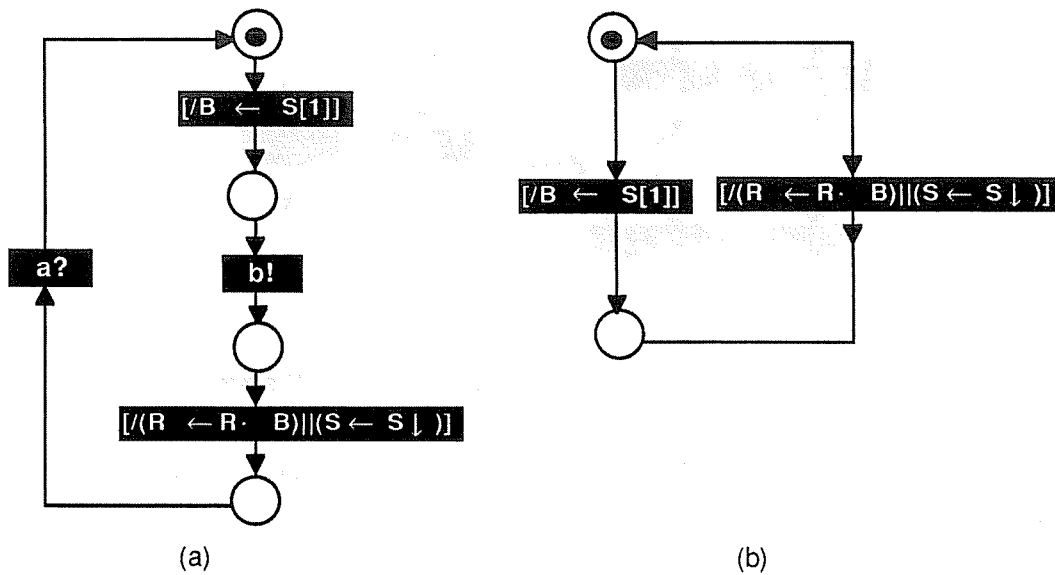 [/B ← S[1]]
a?
b!
[/(R ← R · B)||(S ← S↓ )]
(a)
[/B ← S[1]]
[/(R ← R · B)||(S ← S↓ )]
(b)